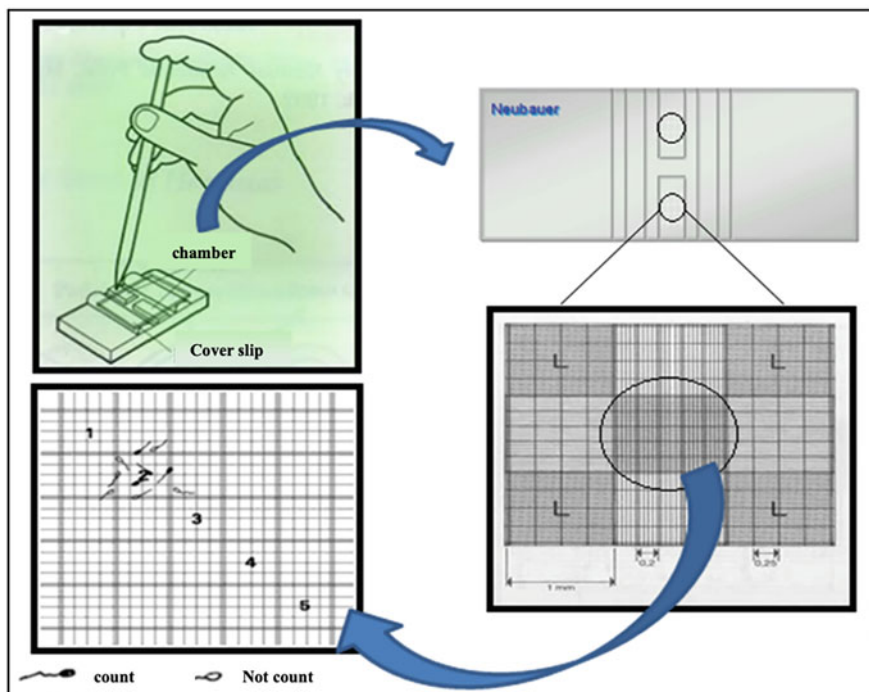 chamber
Cover slip
Neubauer
L L
L L
0,2 0,25
1 mm
1
2
3
4
5
count Not count